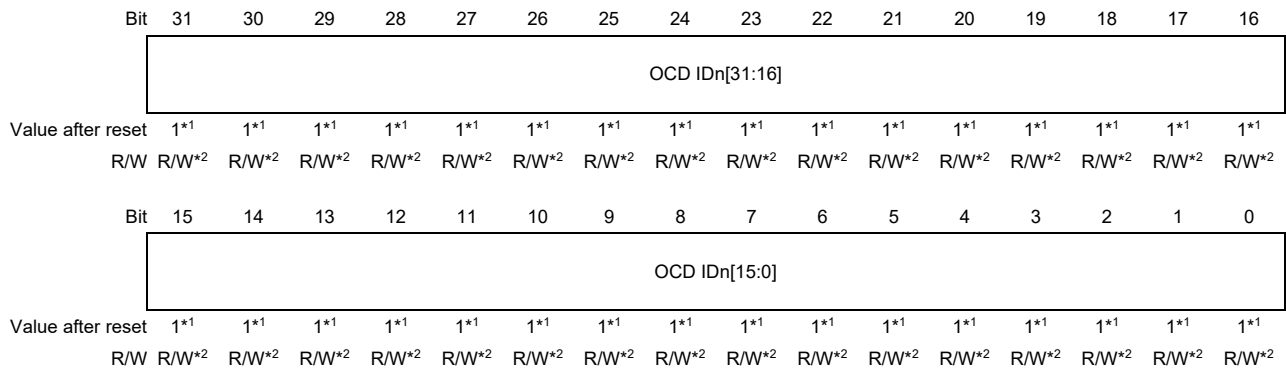 Bit 31 30 29 28 27 26 25 24 23 22 21 20 19 18 17 16
OCD IDn[31:16]
Value after reset 1*1 1*1 1*1 1*1 1*1 1*1 1*1 1*1 1*1 1*1 1*1 1*1 1*1 1*1 1*1 1*1
R/W R/W*2 R/W*2 R/W*2 R/W*2 R/W*2 R/W*2 R/W*2 R/W*2 R/W*2 R/W*2 R/W*2 R/W*2 R/W*2 R/W*2 R/W*2 R/W*2
Bit 15 14 13 12 11 10 9 8 7 6 5 4 3 2 1 0
OCD IDn[15:0]
Value after reset 1*1 1*1 1*1 1*1 1*1 1*1 1*1 1*1 1*1 1*1 1*1 1*1 1*1 1*1 1*1 1*1
R/W R/W*2 R/W*2 R/W*2 R/W*2 R/W*2 R/W*2 R/W*2 R/W*2 R/W*2 R/W*2 R/W*2 R/W*2 R/W*2 R/W*2 R/W*2 R/W*2